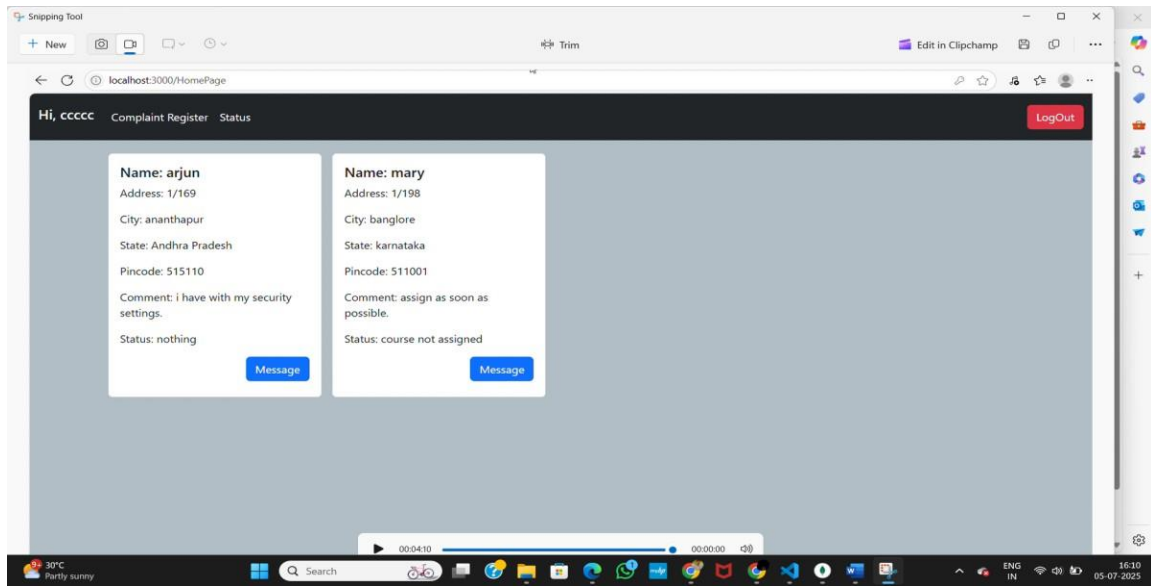 Snipping Tool
New
Trim
Edit in Clipchamp
localhost:3000/HomePage
Hi, ccccc Complaint Register Status LogOut
Name: arjun
Address: 1/169
City: ananthapur
State: Andhra Pradesh
Pincode: 515110
Comment: i have with my security
settings.
Status: nothing
Message
Name: mary
Address: 1/198
City: banglore
State: karnataka
Pincode: 511001
Comment: assign as soon as
possible.
Status: course not assigned
Message
00:04:10 00:00:00
9+
30°C
Partly sunny
Search
ENG
IN
16:10
05-07-2025